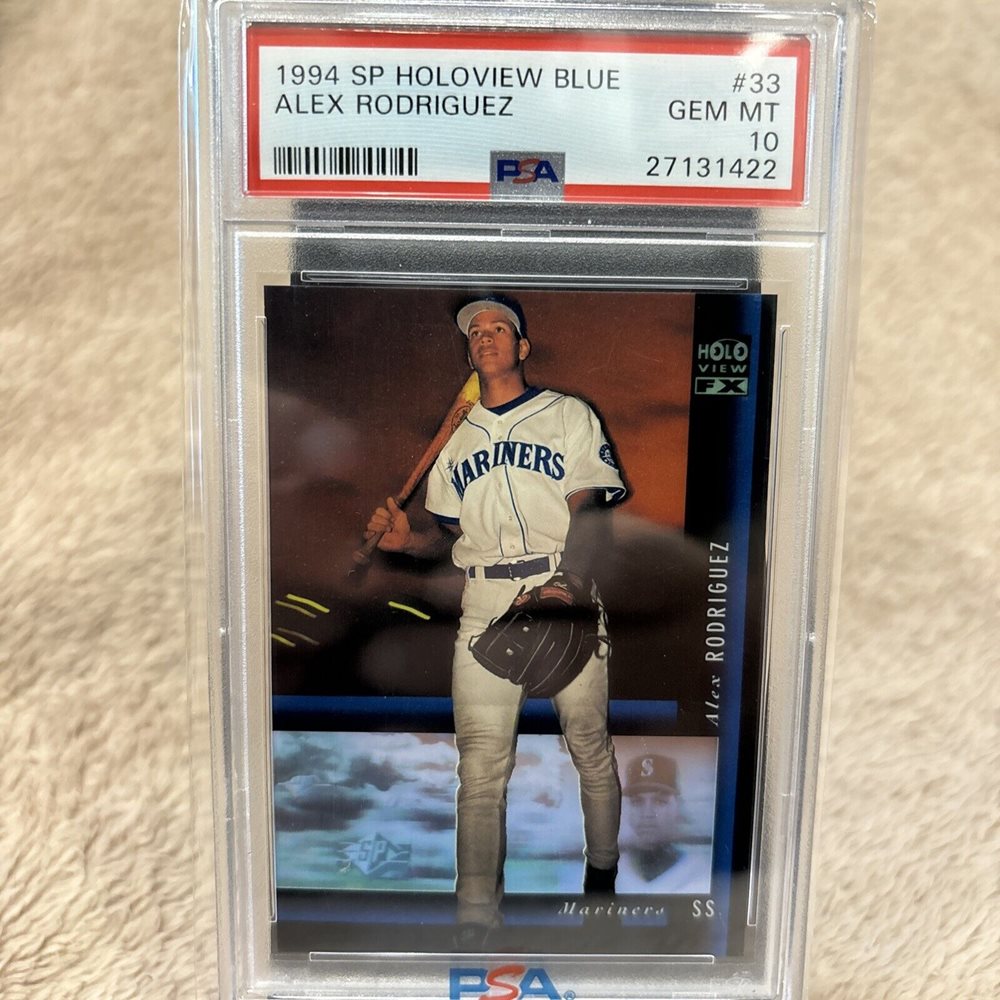 1994 SP HOLOVIEW BLUE #33
ALEX RODRIGUEZ GEM MT
10
PSA 27131422
HOLO
VIEW
FX
MARINERS
Alex RODRIGUEZ
S
SP
Mariners SS
PSA®